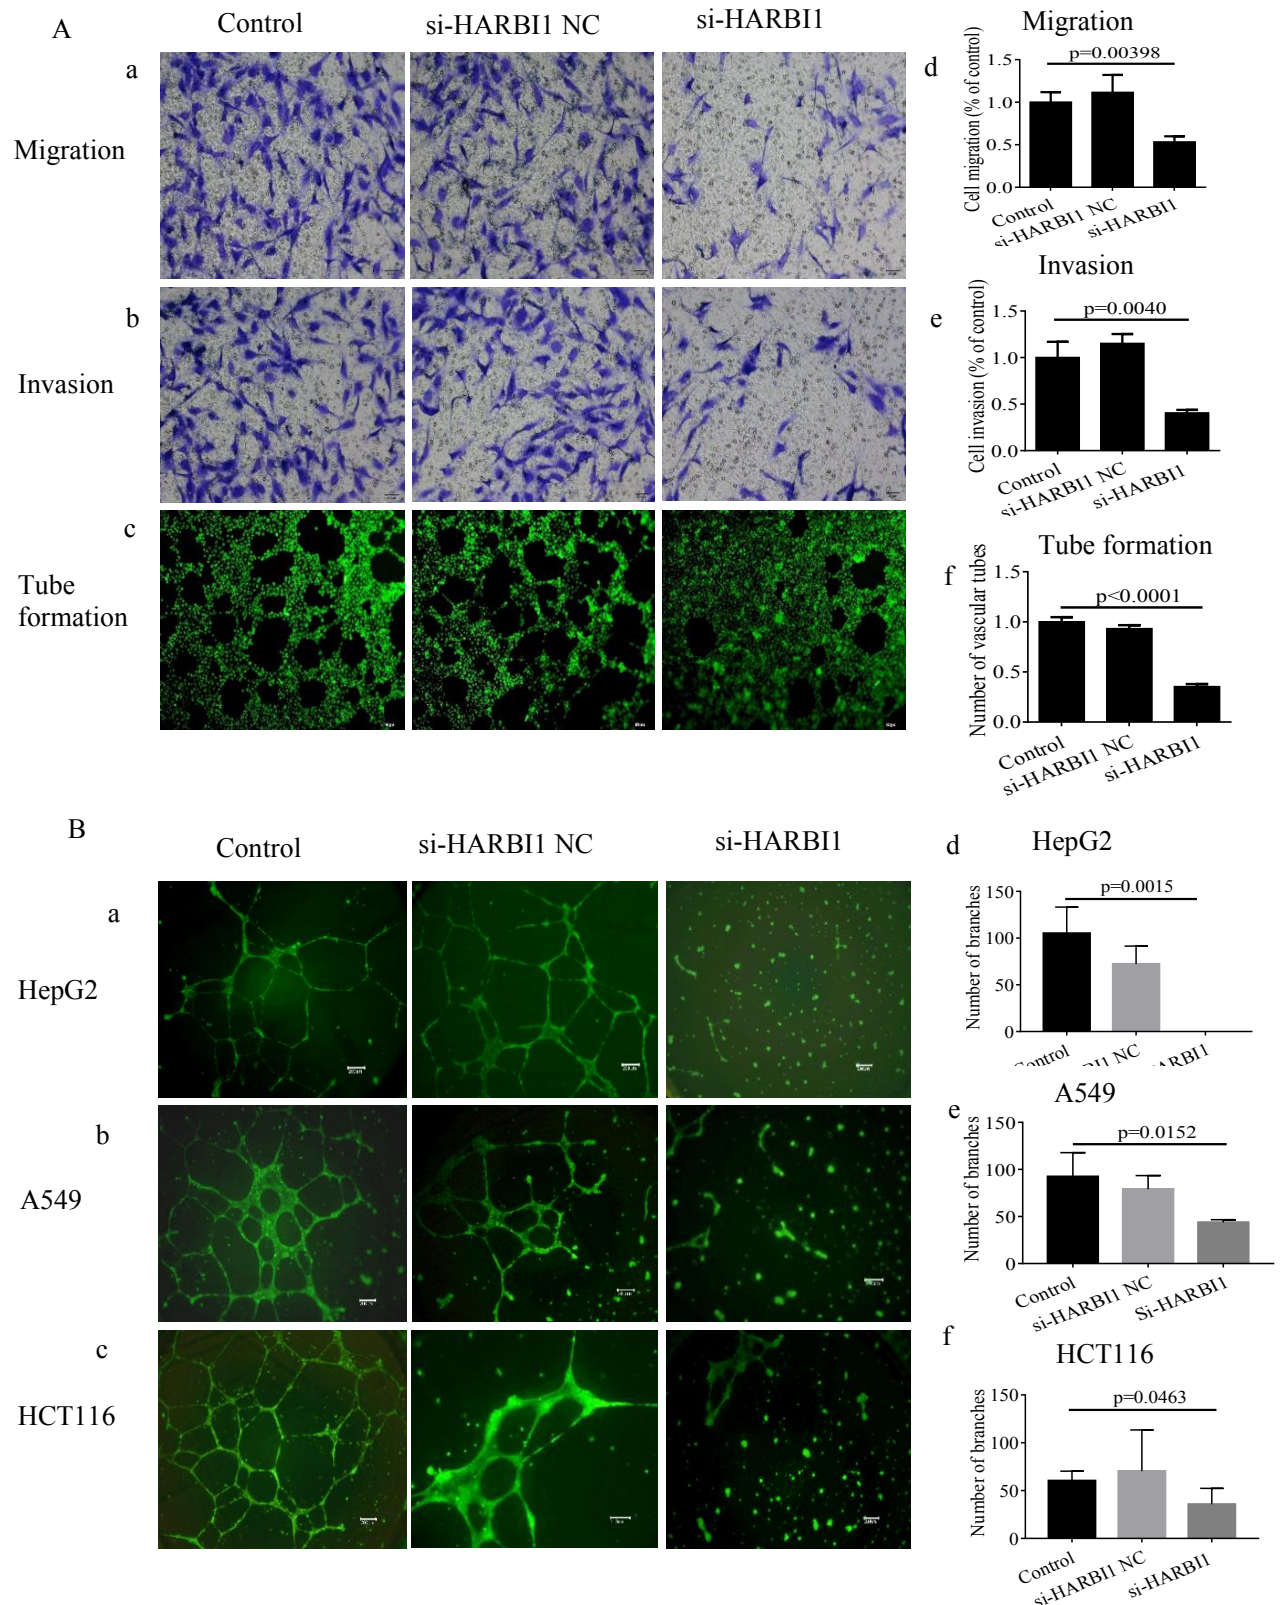 A
Control
si-HARBI1 NC
si-HARBI1
a
Migration
b
Invasion
c
Tube
formation
d
Migration
Cell migration (% of control)
1.5
1.0
0.5
0.0
p=0.00398
Control
si-HARBI1 NC
si-HARBI1
e
Invasion
Cell invasion (% of control)
1.5
1.0
0.5
0.0
p=0.0040
Control
si-HARBI1 NC
si-HARBI1
f
Tube formation
Number of vascular tubes
1.5
1.0
0.5
0.0
p<0.0001
Control
si-HARBI1 NC
si-HARBI1
B
Control
si-HARBI1 NC
si-HARBI1
a
HepG2
b
A549
c
HCT116
d
HepG2
Number of branches
150
100
50
0
p=0.0015
Control
e
A549
Number of branches
150
100
50
0
p=0.0152
Control
si-HARBI1 NC
Si-HARBI1
f
HCT116
Number of branches
150
100
50
0
p=0.0463
Control
si-HARBI1 NC
si-HARBI1